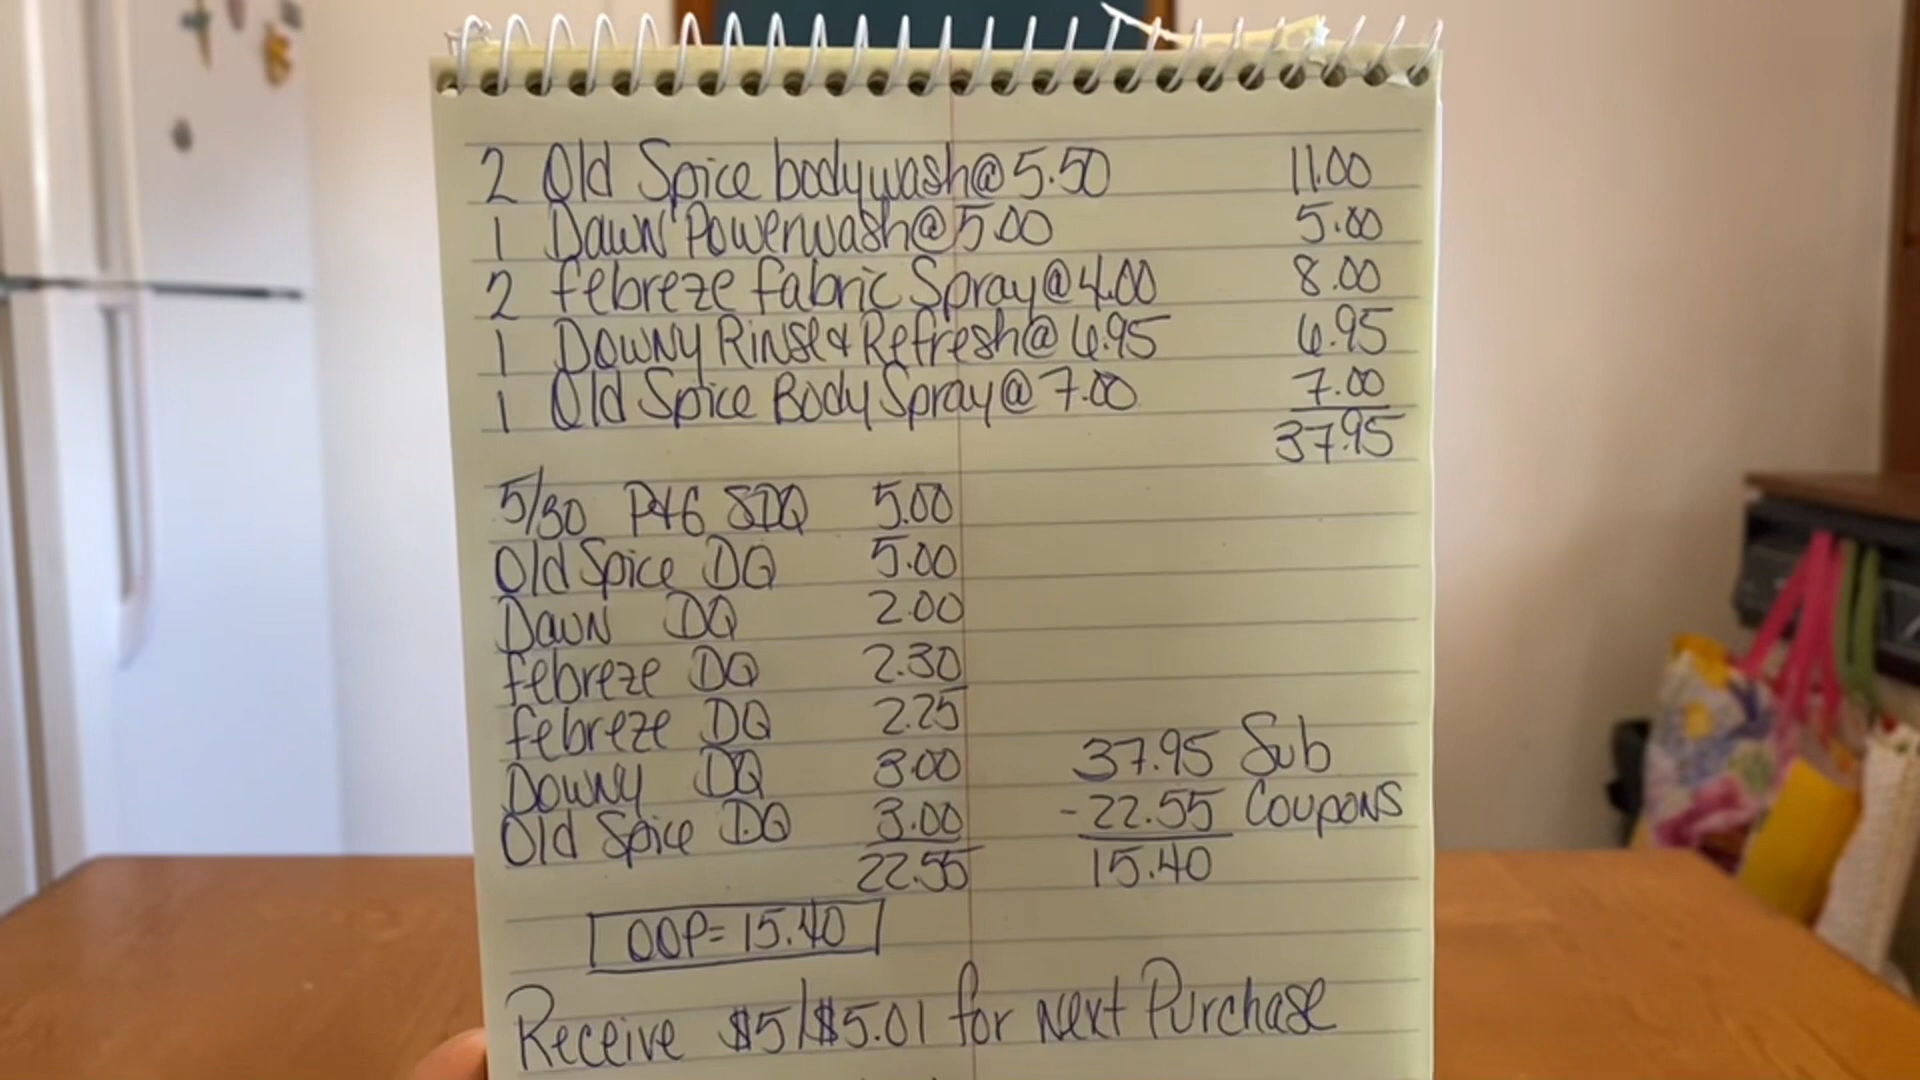 2 Old Spice bodywash@5.50 11.00
1 Dawn Powerwash@5.00 5.00
2 febreze fabric Spray@4.00 8.00
1 Downy Rinse & Refresh@6.95 6.95
1 Old Spice Body Spray@7.00 7.00
37.95
5/30 P+G SDQ 5.00
Old Spice DQ 5.00
Dawn DQ 2.00
febreze DQ 2.30
febreze DQ 2.25
Downy DQ 3.00
Old Spice DQ 3.00
22.55
37.95 Sub
-22.55 Coupons
15.40
OOP=15.40
Receive $5/$5.01 for Next Purchase